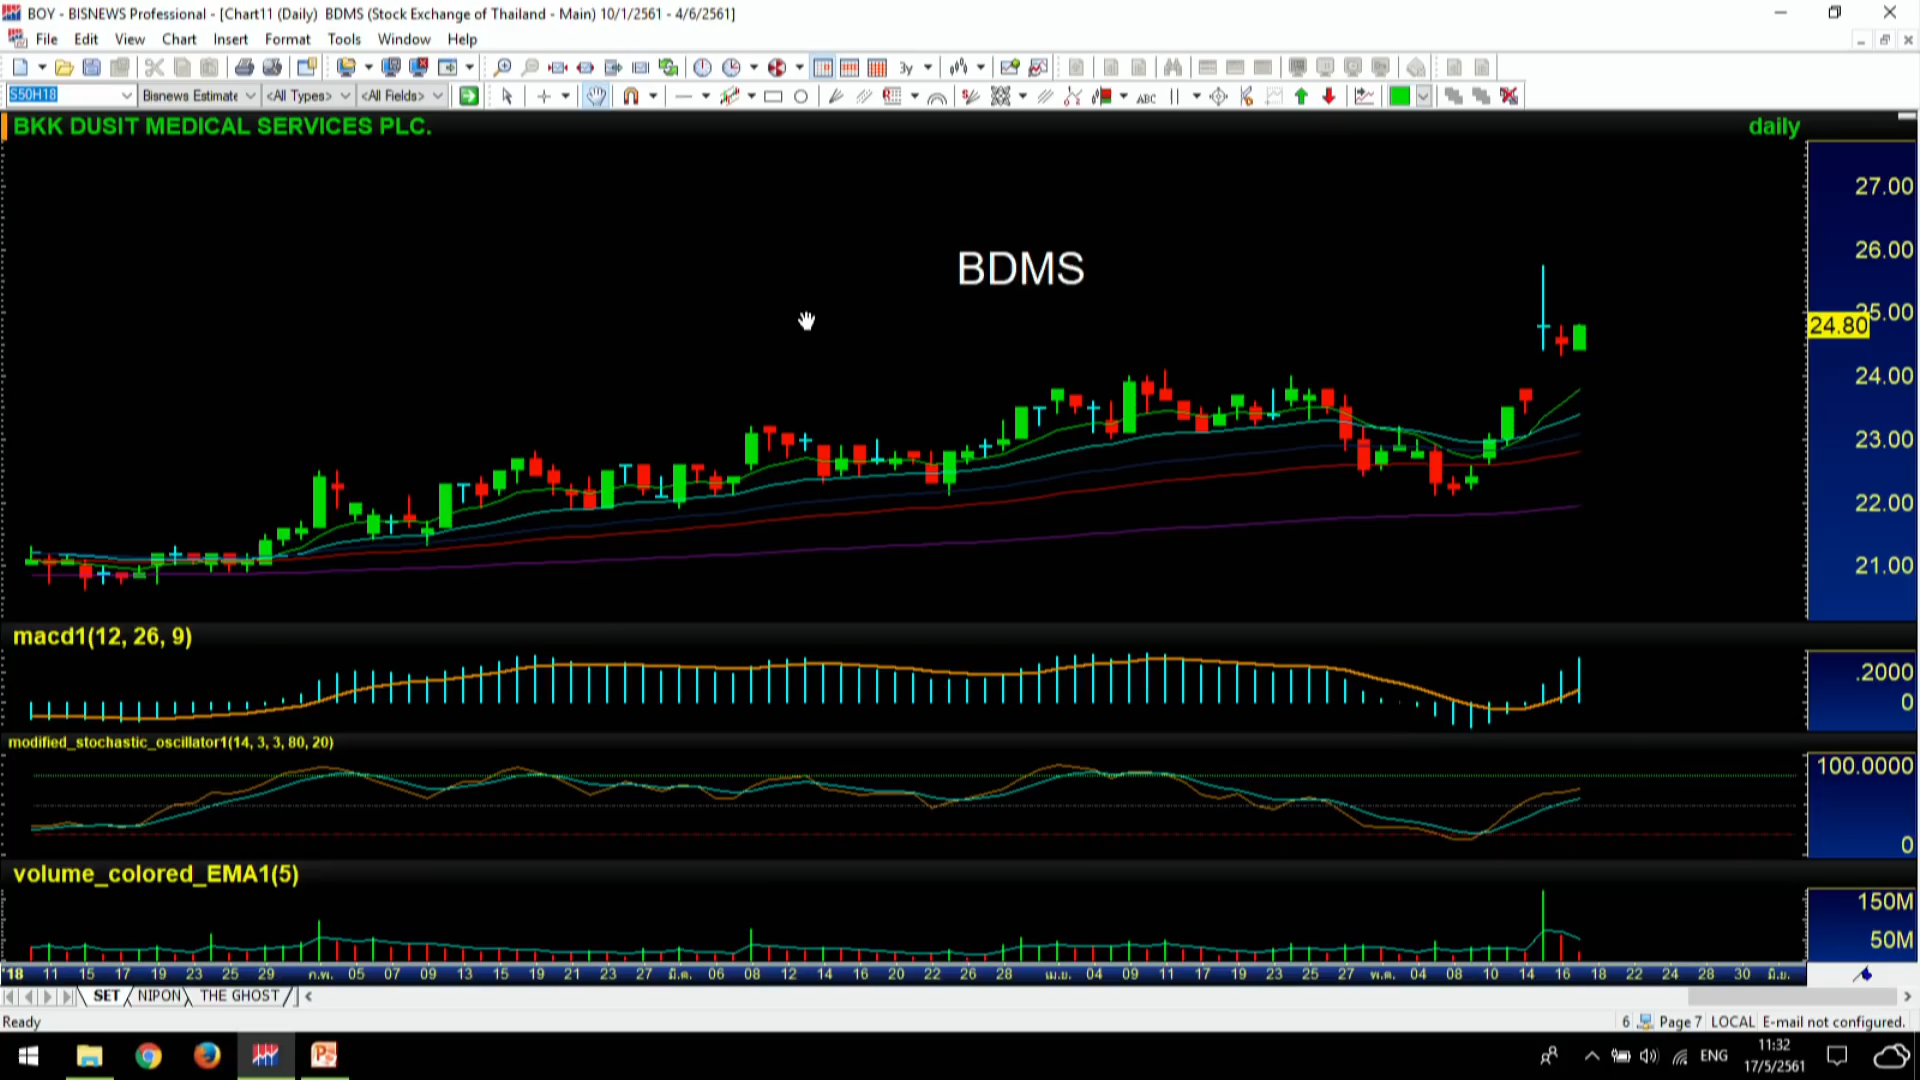 BOY - BISNEWS Professional - [Chart11 (Daily)  BDMS (Stock Exchange of Thailand - Main) 10/1/2561 - 4/6/2561]
File Edit View Chart Insert Format Tools Window Help
3y
S50H18 Bisnews Estimate <All Types> <All Fields> ABC
BKK DUSIT MEDICAL SERVICES PLC. daily
27.00
26.00
BDMS
25.00
24.80
24.00
23.00
22.00
21.00
macd1(12, 26, 9)
.2000
0
modified_stochastic_oscillator1(14, 3, 3, 80, 20)
100.0000
0
volume_colored_EMA1(5)
150M
50M
'18 11 15 17 19 23 25 29 ก.พ. 05 07 09 13 15 19 21 23 27 มี.ค. 06 08 12 14 16 20 22 26 28 เม.ย. 04 09 11 17 19 23 25 27 พ.ค. 04 08 10 14 16 18 22 24 28 30 มิ.ย.
SET NIPON THE GHOST
Ready 6 Page 7 LOCAL E-mail not configured.
ENG 11:32
17/5/2561